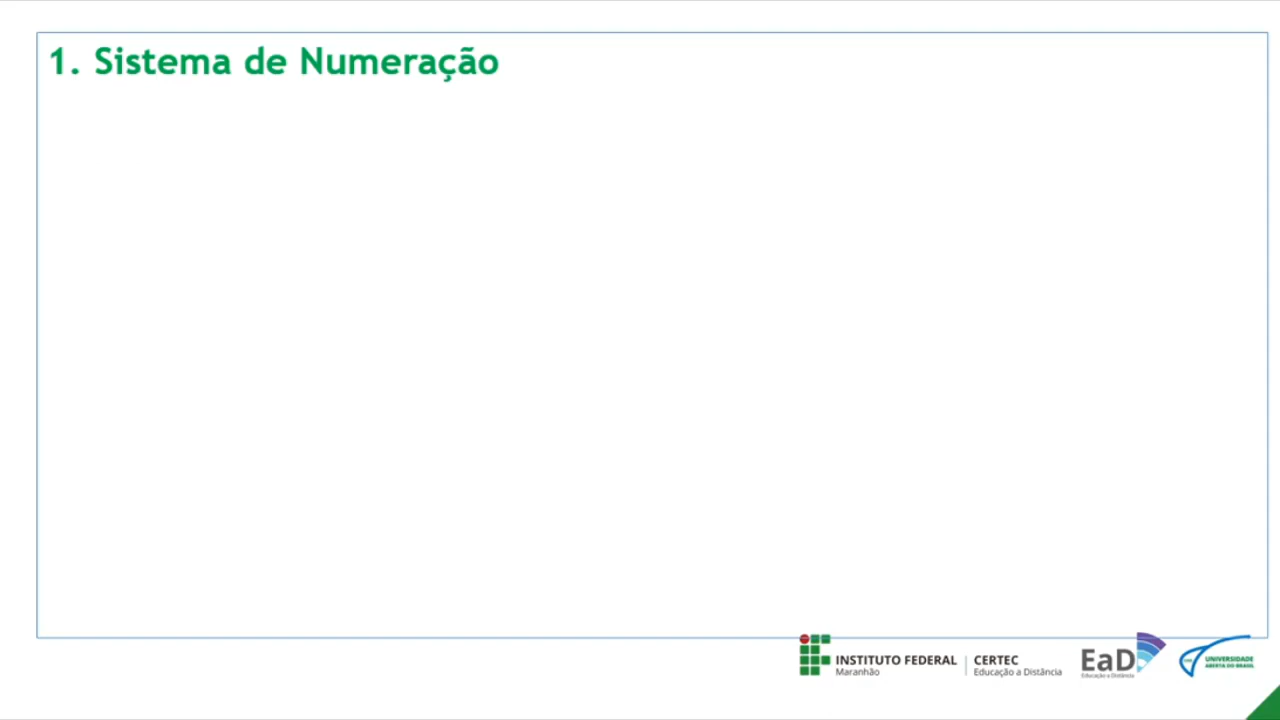 1. Sistema de Numeração
INSTITUTO FEDERAL
Maranhão
CERTEC
Educação a Distância
EaD
Educação a Distância
UNIVERSIDADE
ABERTA DO BRASIL